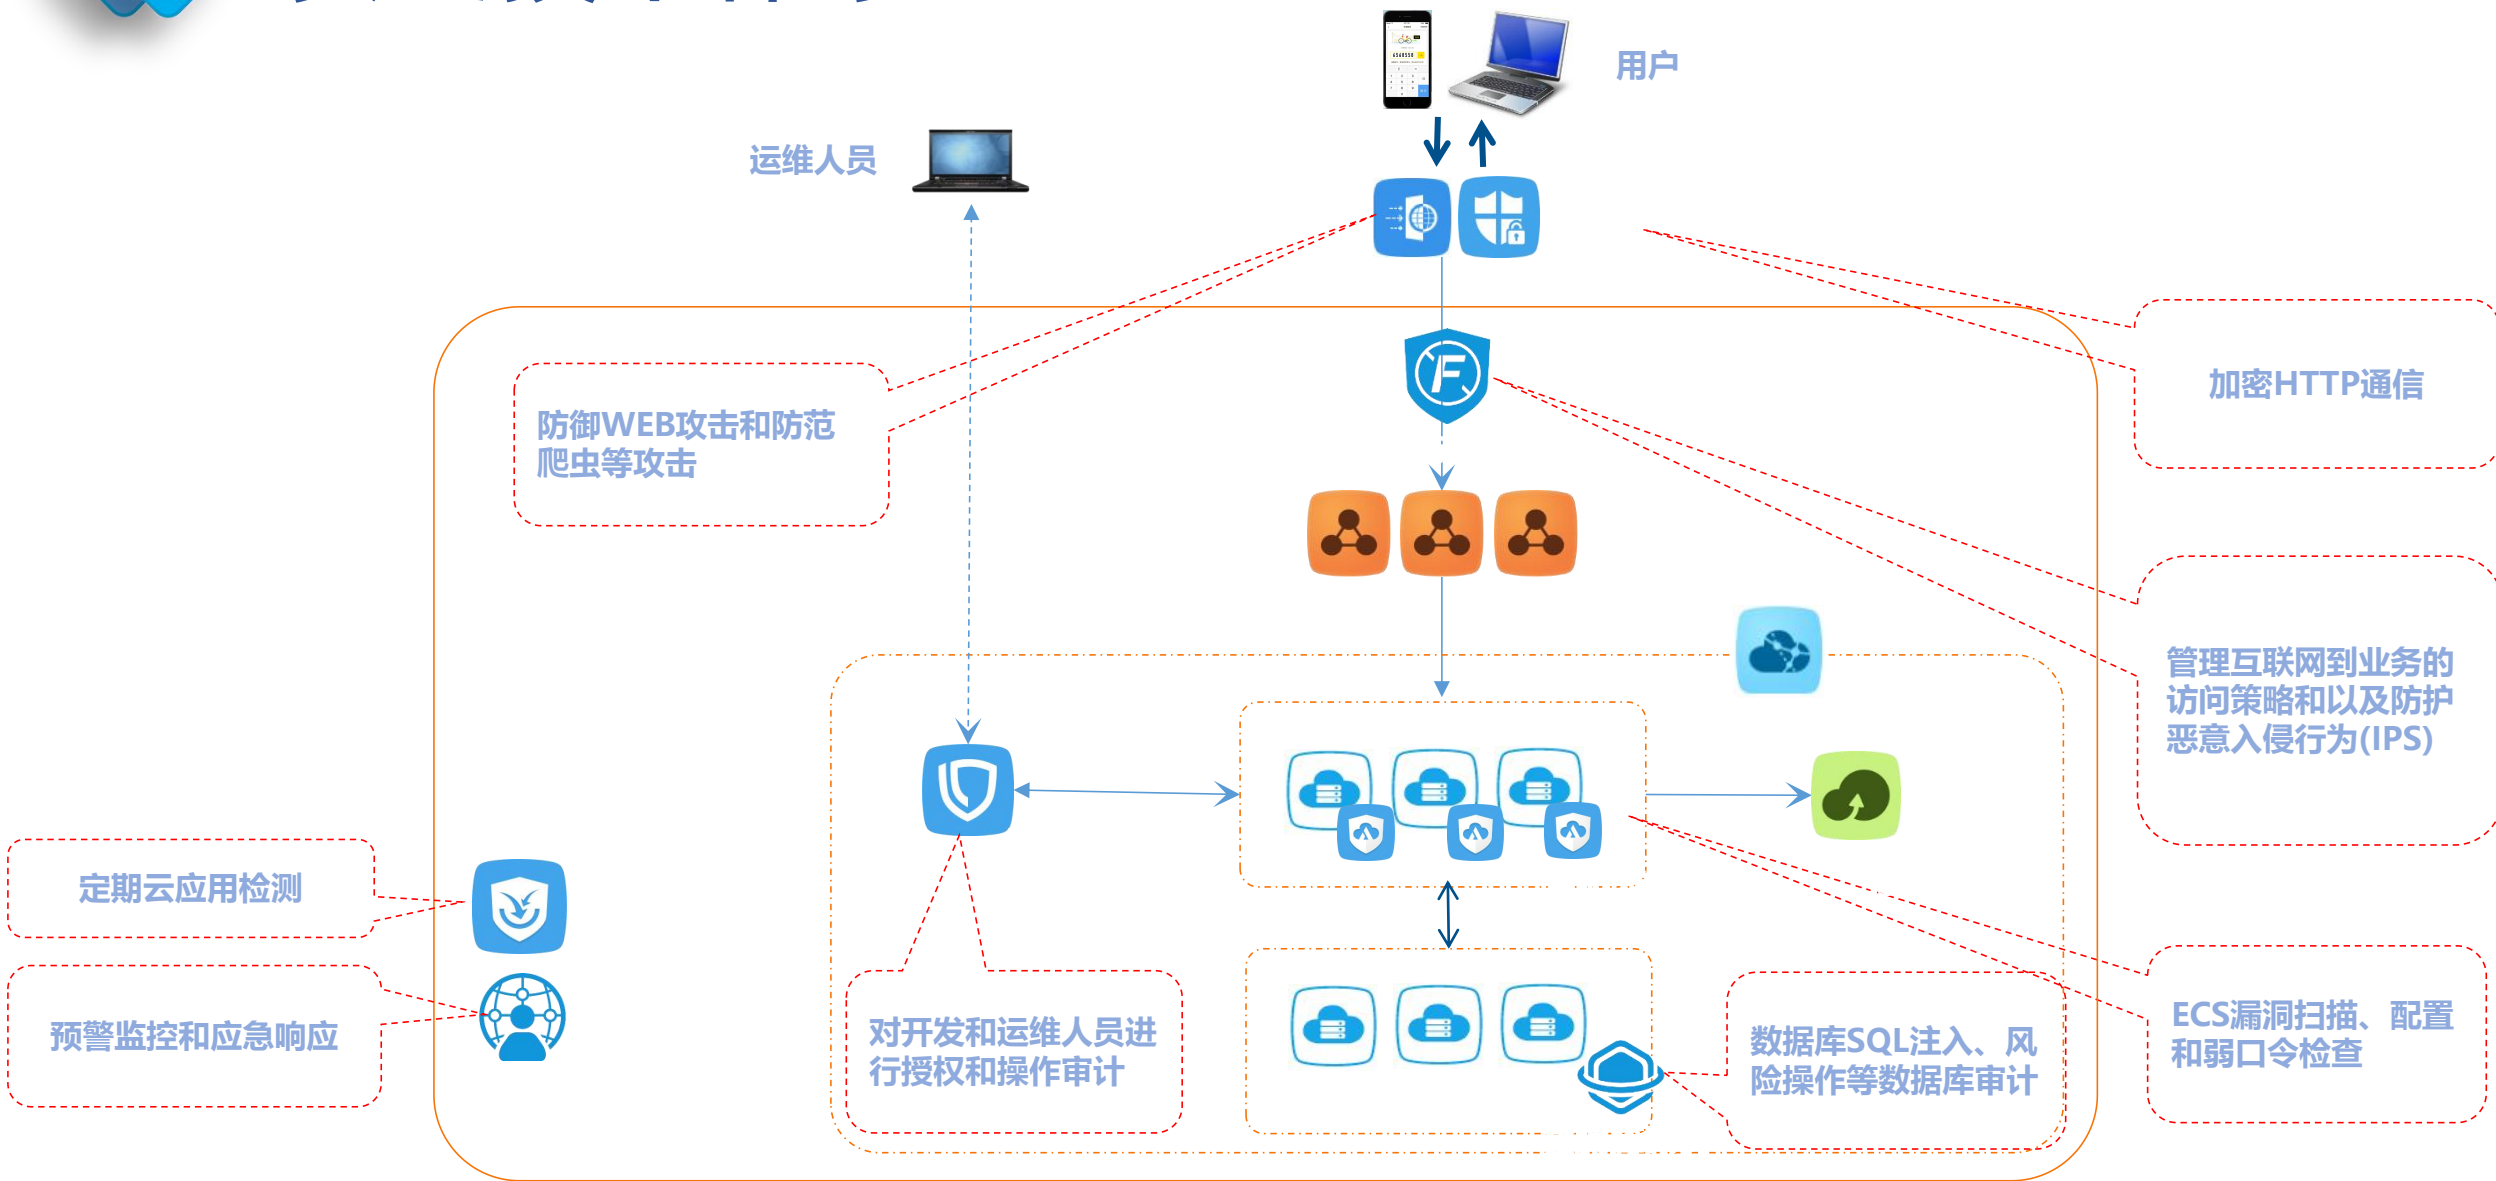 用户
运维人员
加密HTTP通信
防御WEB攻击和防范
爬虫等攻击
管理互联网到业务的
访问策略和以及防护
恶意入侵行为(IPS)
定期云应用检测
预警监控和应急响应
对开发和运维人员进
行授权和操作审计
数据库SQL注入、风
险操作等数据库审计
ECS漏洞扫描、配置
和弱口令检查